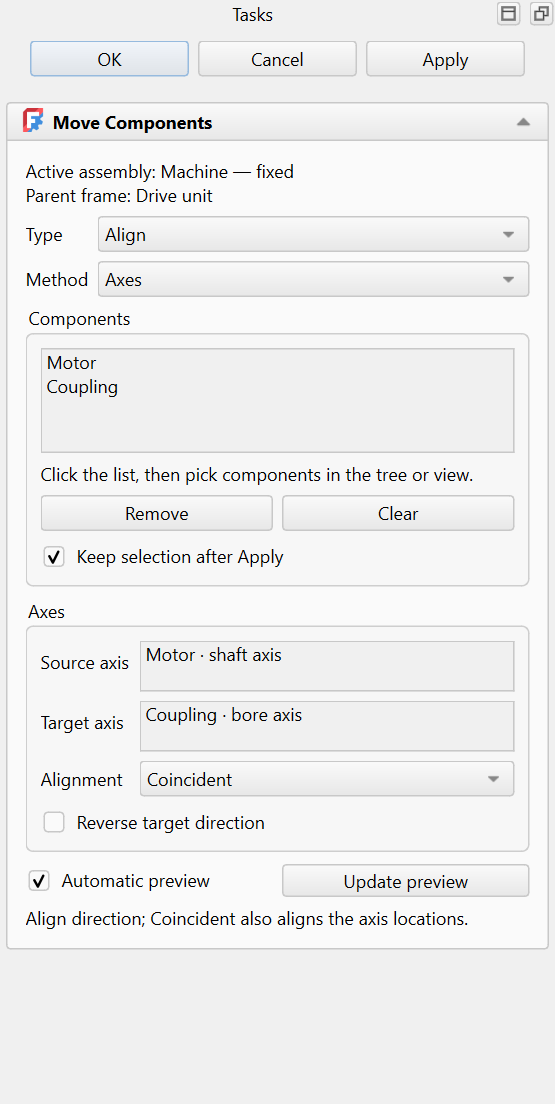 Tasks
OK Cancel Apply
Move Components
Active assembly: Machine — fixed
Parent frame: Drive unit
Type Align
Method Axes
Components
Motor
Coupling
Click the list, then pick components in the tree or view.
Remove Clear
Keep selection after Apply
Axes
Source axis Motor · shaft axis
Target axis Coupling · bore axis
Alignment Coincident
Reverse target direction
Automatic preview Update preview
Align direction; Coincident also aligns the axis locations.